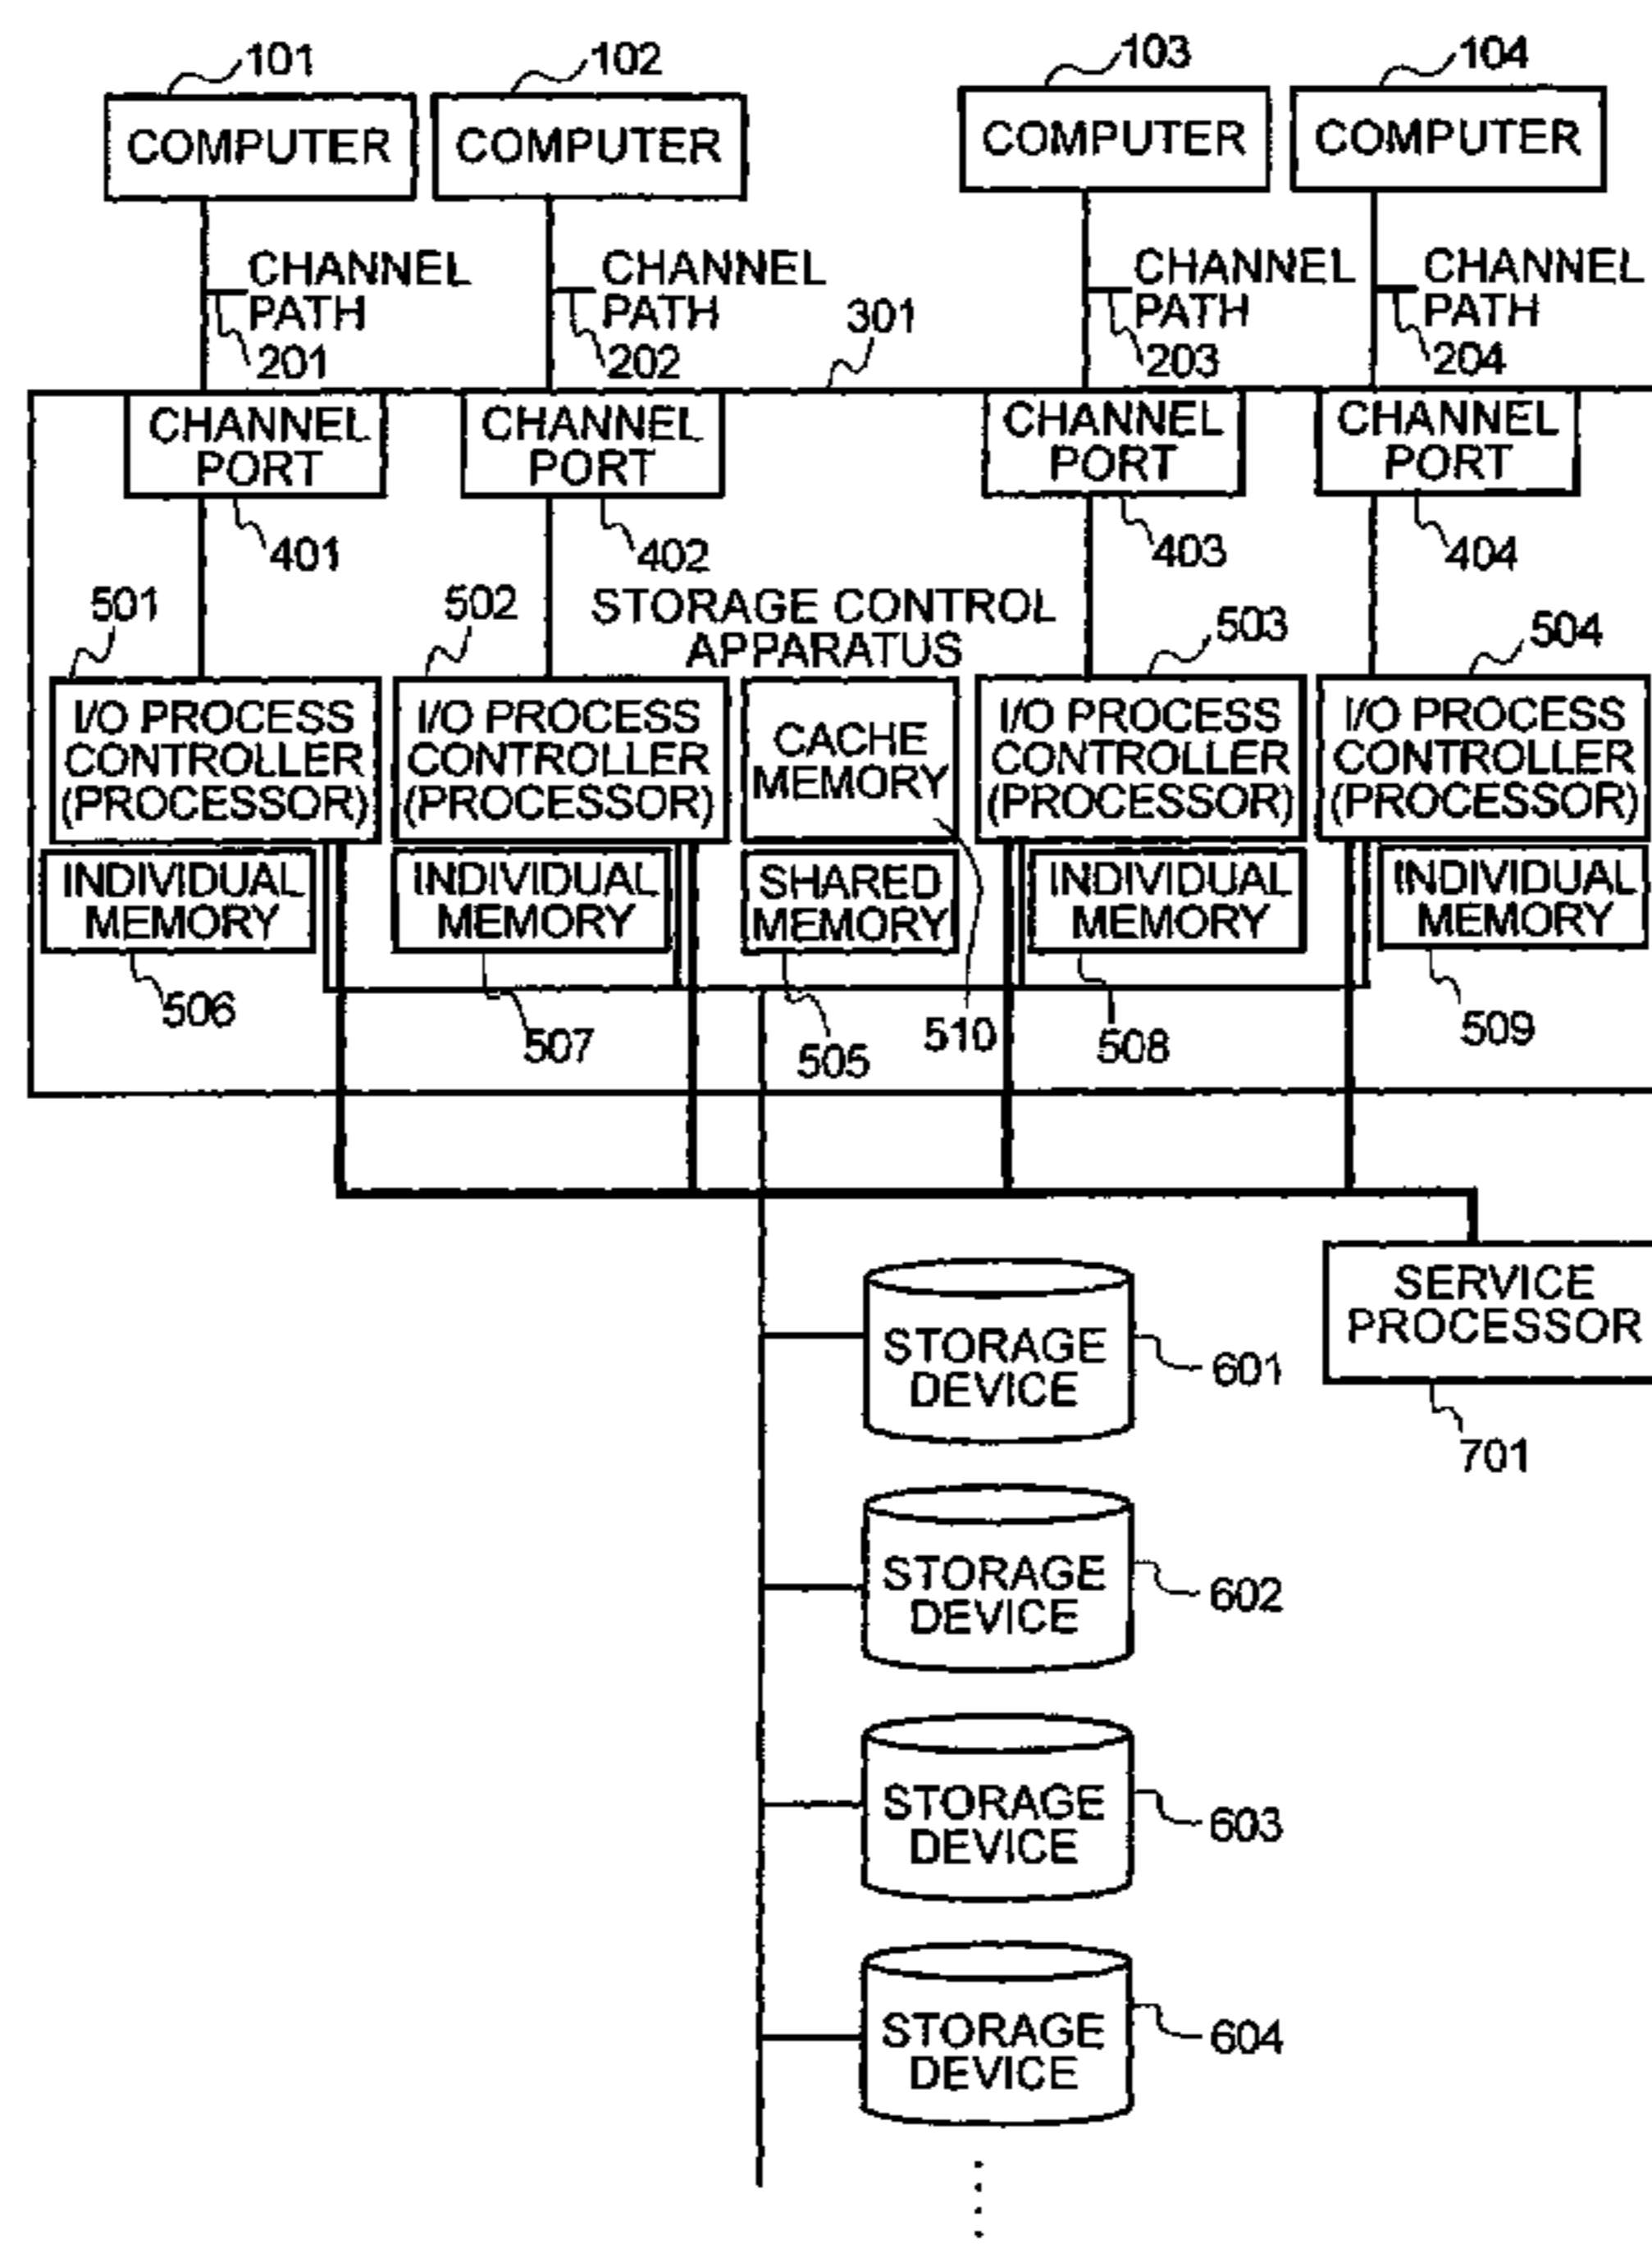 101
102
103
104
COMPUTER
COMPUTER
COMPUTER
COMPUTER
CHANNEL
PATH
201
CHANNEL
PATH
202
301
CHANNEL
PATH
203
CHANNEL
PATH
204
CHANNEL
PORT
401
CHANNEL
PORT
402
CHANNEL
PORT
403
CHANNEL
PORT
404
STORAGE CONTROL
APPARATUS
501
502
503
504
I/O PROCESS
CONTROLLER
(PROCESSOR)
I/O PROCESS
CONTROLLER
(PROCESSOR)
CACHE
MEMORY
I/O PROCESS
CONTROLLER
(PROCESSOR)
I/O PROCESS
CONTROLLER
(PROCESSOR)
INDIVIDUAL
MEMORY
INDIVIDUAL
MEMORY
SHARED
MEMORY
INDIVIDUAL
MEMORY
INDIVIDUAL
MEMORY
506
507
505
510
508
509
SERVICE
PROCESSOR
701
STORAGE
DEVICE
601
STORAGE
DEVICE
602
STORAGE
DEVICE
603
STORAGE
DEVICE
604